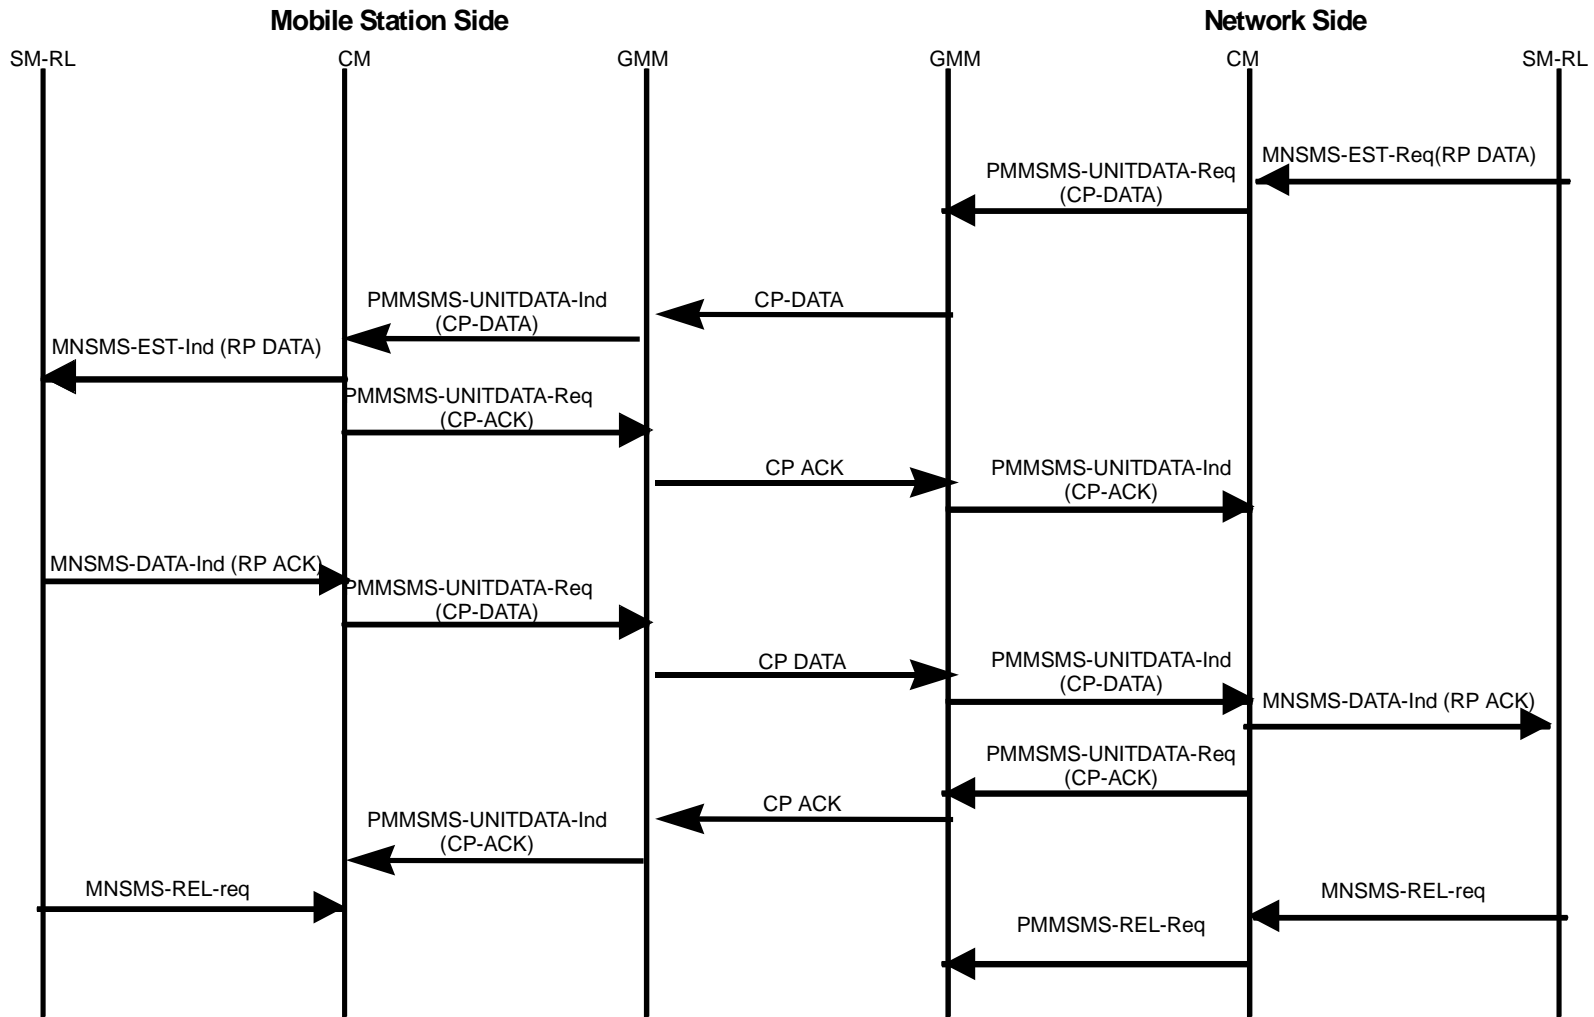 Mobile Station Side
Network Side
SM-RL
CM
GMM
GMM
CM
SM-RL
MNSMS-EST-Req(RP DATA)
PMMSMS-UNITDATA-Req
(CP-DATA)
CP-DATA
PMMSMS-UNITDATA-Ind
(CP-DATA)
MNSMS-EST-Ind (RP DATA)
PMMSMS-UNITDATA-Req
(CP-ACK)
CP ACK
PMMSMS-UNITDATA-Ind
(CP-ACK)
MNSMS-DATA-Ind (RP ACK)
PMMSMS-UNITDATA-Req
(CP-DATA)
CP DATA
PMMSMS-UNITDATA-Ind
(CP-DATA)
MNSMS-DATA-Ind (RP ACK)
PMMSMS-UNITDATA-Req
(CP-ACK)
CP ACK
PMMSMS-UNITDATA-Ind
(CP-ACK)
MNSMS-REL-req
MNSMS-REL-req
PMMSMS-REL-Req